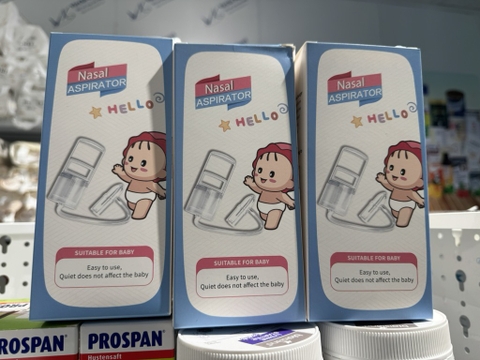 Nasal
ASPIRATOR
HELLO
SUITABLE FOR BABY
Easy to use,
Quiet does not affect the baby
Nasal
ASPIRATOR
HELLO
SUITABLE FOR BABY
Easy to use,
Quiet does not affect the baby
Nasal
ASPIRATOR
HELLO
SUITABLE FOR BABY
Easy to use,
Quiet does not affect the baby
ROSPAN®
PROSPAN®
Hustensaft